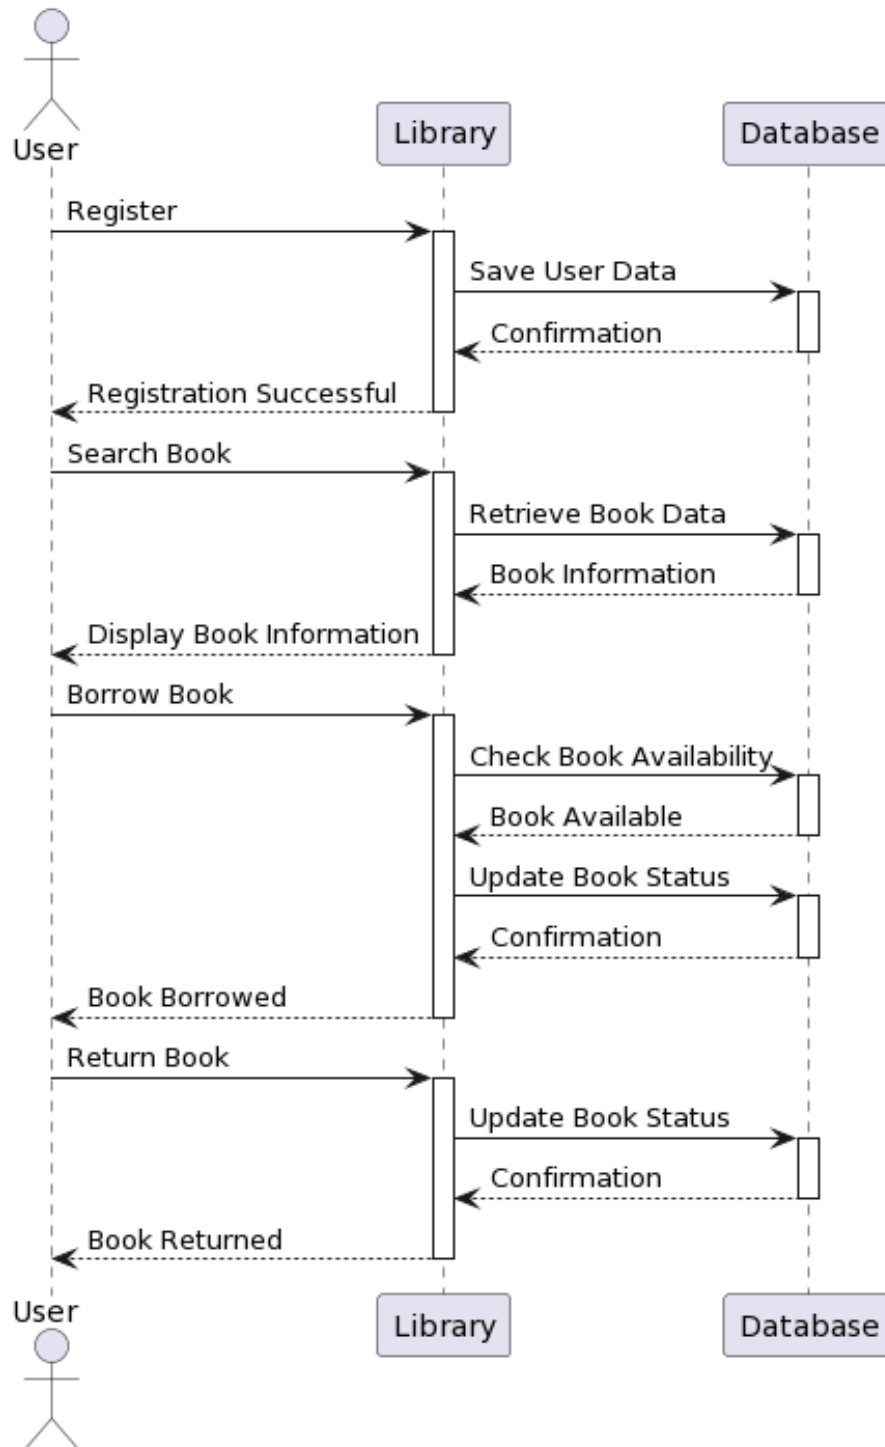 User
Library
Database
Register
Save User Data
Confirmation
Registration Successful
Search Book
Retrieve Book Data
Book Information
Display Book Information
Borrow Book
Check Book Availability
Book Available
Update Book Status
Confirmation
Book Borrowed
Return Book
Update Book Status
Confirmation
Book Returned
User
Library
Database